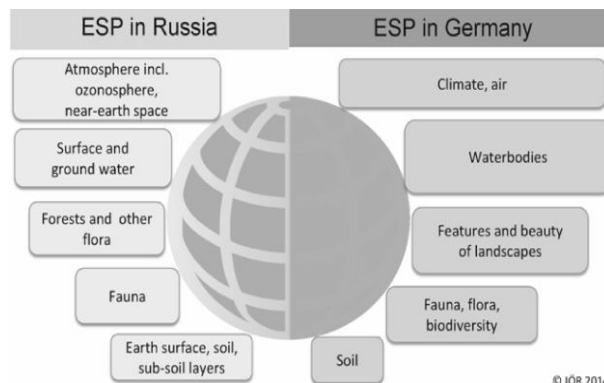 ESP in Russia
ESP in Germany
Atmosphere incl.
ozonosphere,
near-earth space
Surface and
ground water
Forests and other
flora
Fauna
Earth surface, soil,
sub-soil layers
Climate, air
Waterbodies
Features and beauty
of landscapes
Fauna, flora,
biodiversity
Soil
© JÖR 2014